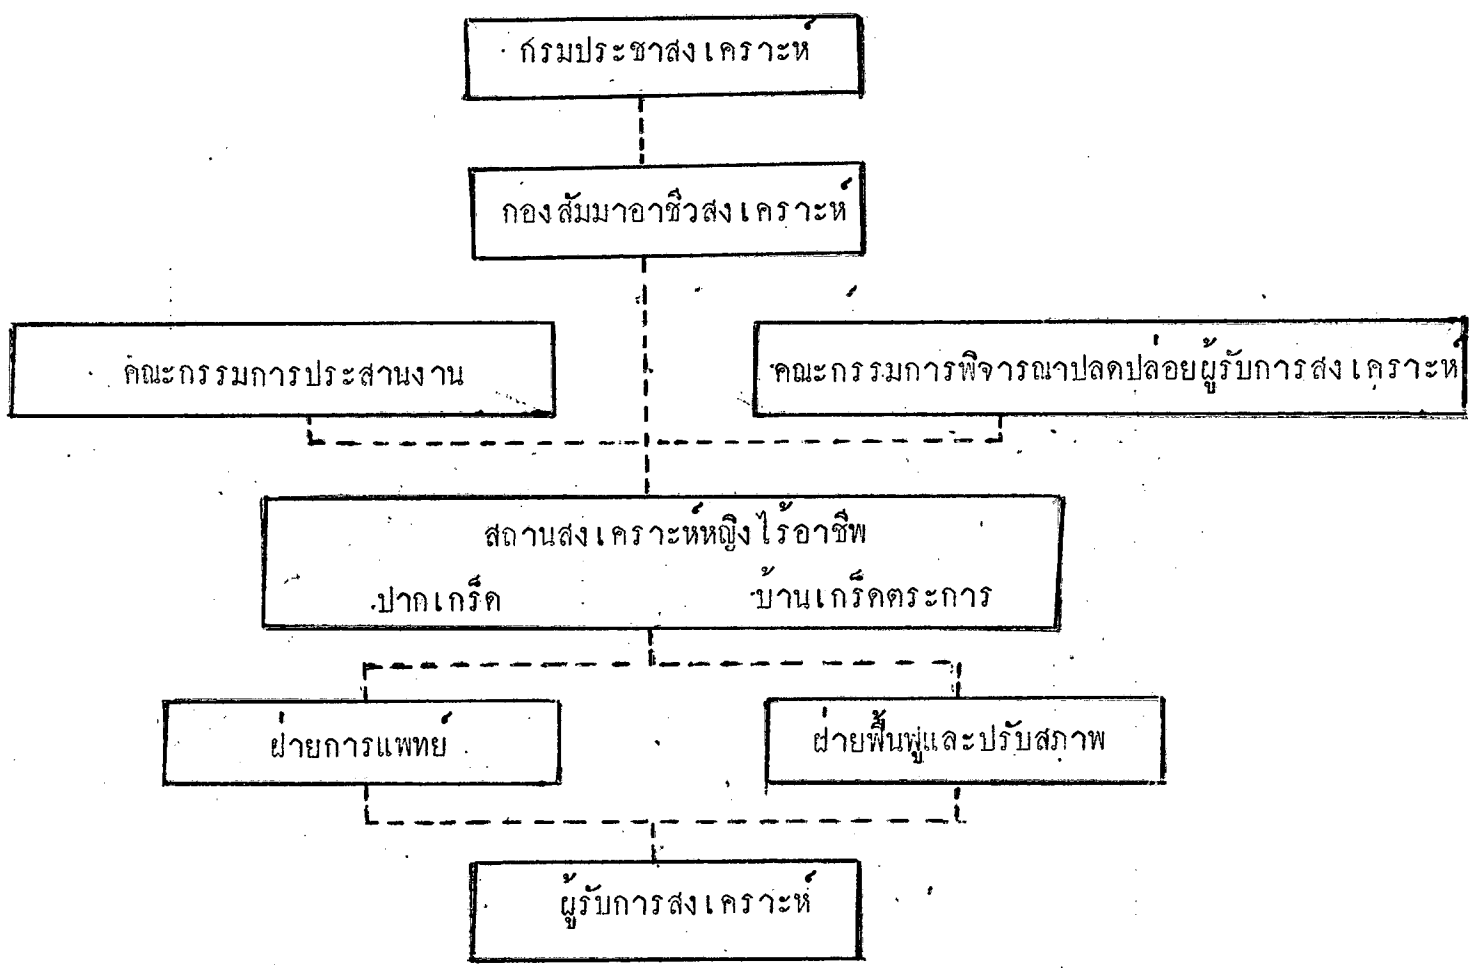 กรมประชาสงเคราะห์
กองสัมมาอาชีวสงเคราะห์
คณะกรรมการประสานงาน
คณะกรรมการพิจารณาปลดปล่อยผู้รับการสงเคราะห์
สถานสงเคราะห์หญิงไร้อาชีพ
ปากเกร็ด
บ้านเกร็ดตระการ
ฝ่ายการแพทย์
ฝ่ายฟื้นฟูและปรับสภาพ
ผู้รับการสงเคราะห์